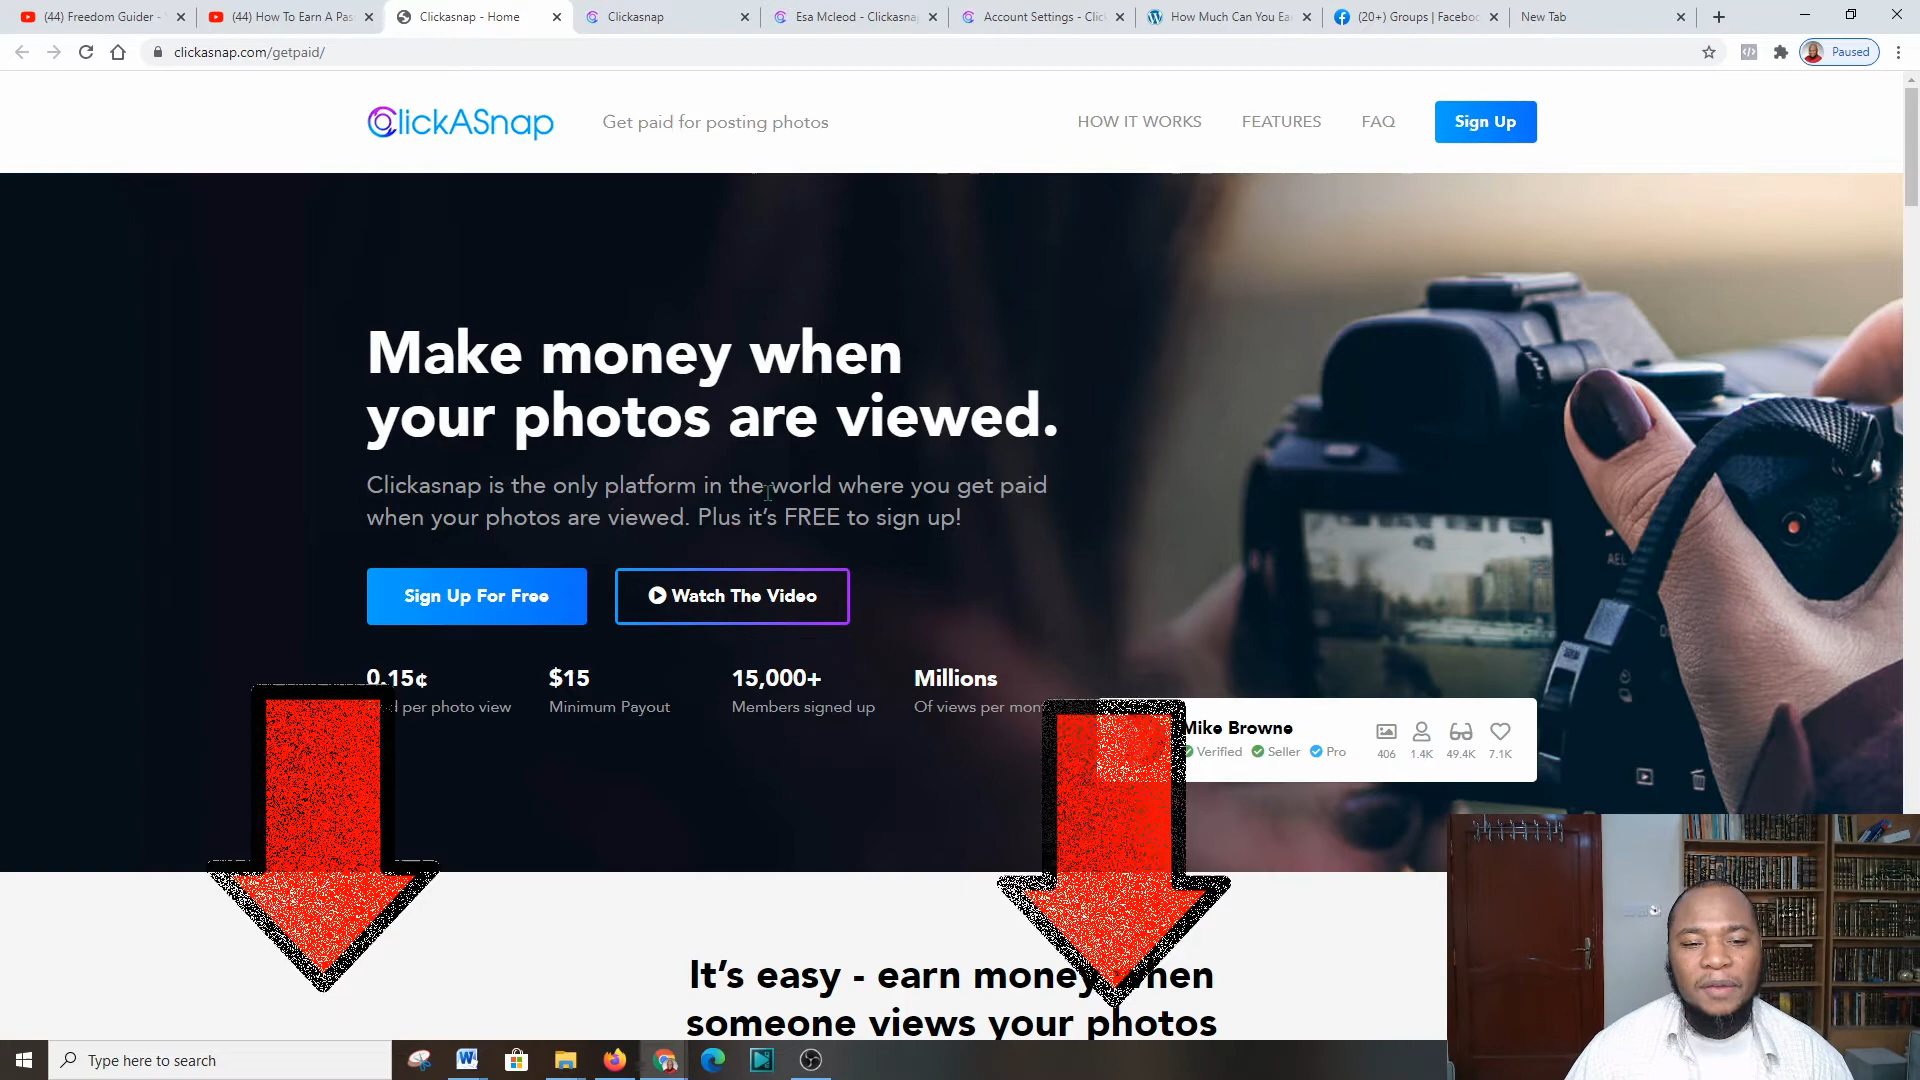 (44) Freedom Guider -
(44) How To Earn A Pas
Clickasnap - Home
Clickasnap
Esa Mcleod - Clickasna
Account Settings - Clic
How Much Can You Ea
(20+) Groups | Faceboo
New Tab
clickasnap.com/getpaid/
Paused
ClickASnap
Get paid for posting photos
HOW IT WORKS
FEATURES
FAQ
Sign Up
Make money when
your photos are viewed.
Clickasnap is the only platform in the world where you get paid
when your photos are viewed. Plus it's FREE to sign up!
Sign Up For Free
Watch The Video
0.15¢
$15
15,000+
Millions
per photo view
Minimum Payout
Members signed up
Of views per mon
Mike Browne
Verified
Seller
Pro
406
1.4K
49.4K
7.1K
AEL
It's easy - earn money when
someone views your photos
Type here to search